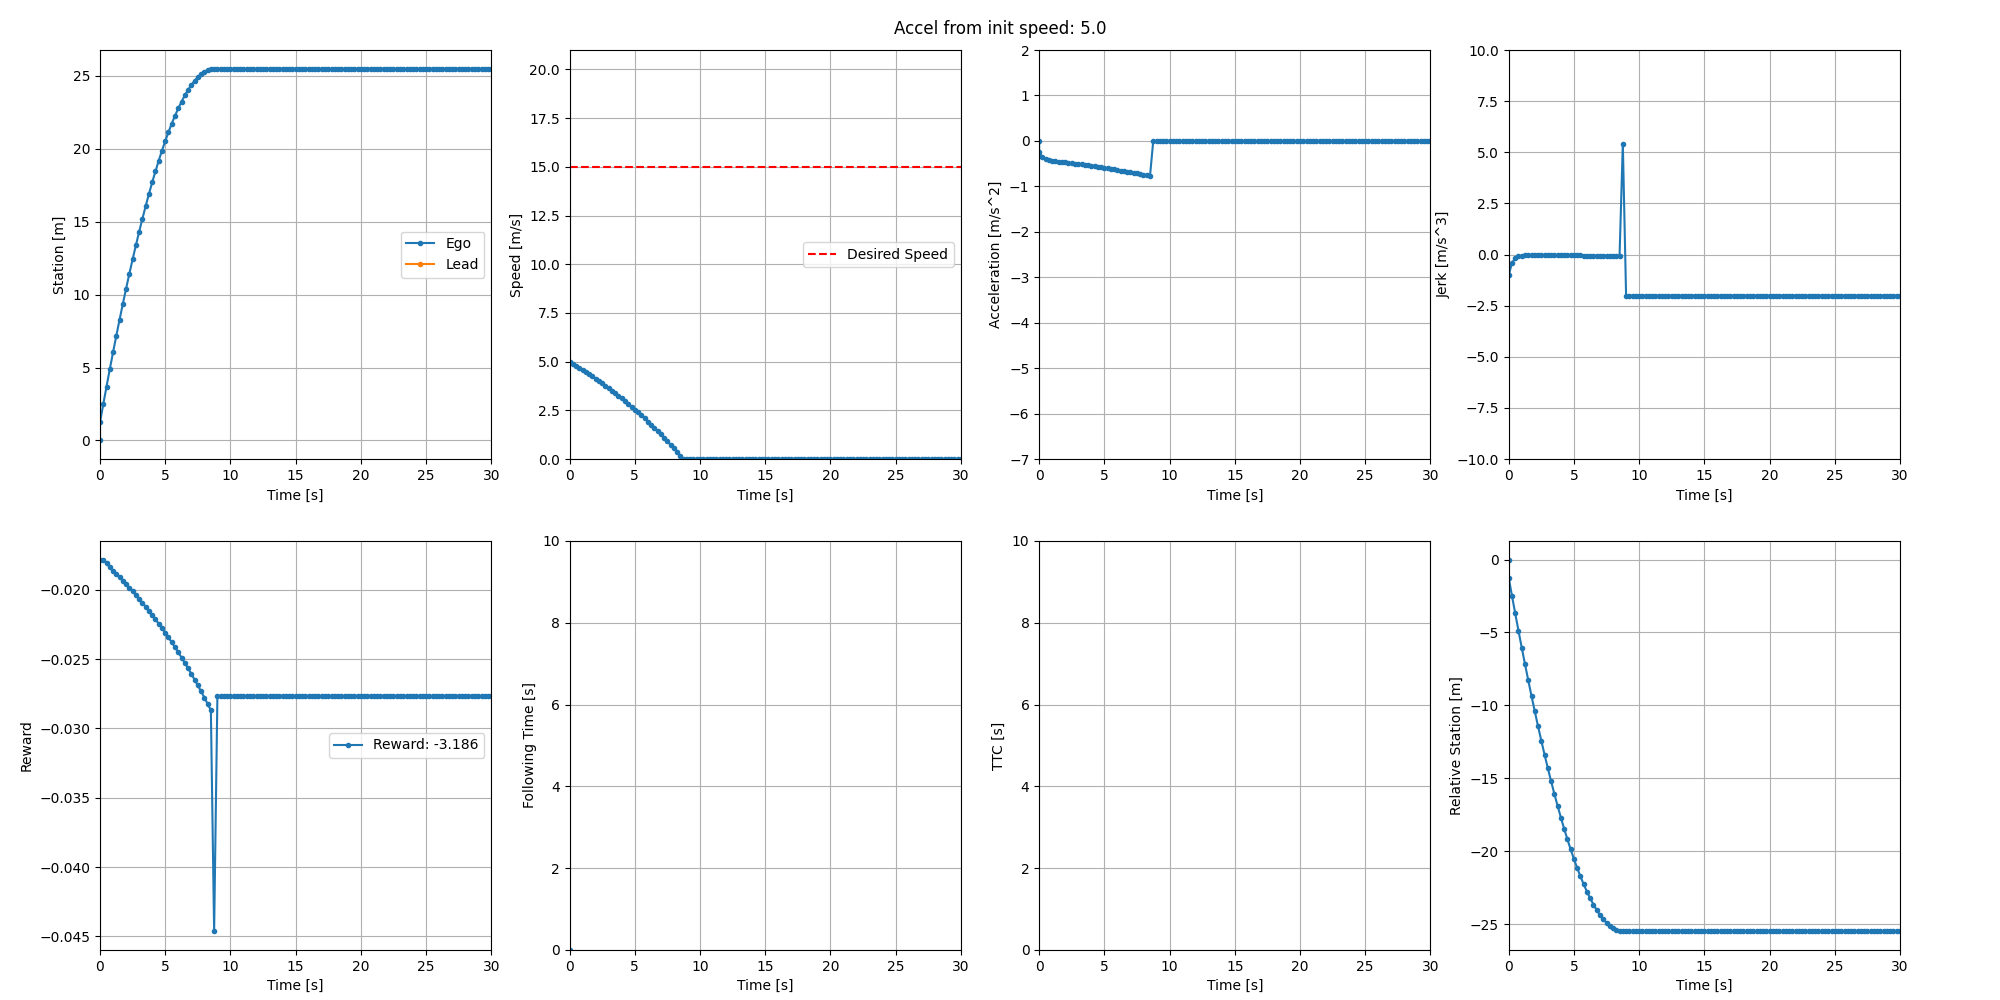 Accel from init speed: 5.0
Station [m]
25
20
15
10
5
0
Ego
Lead
0 5 10 15 20 25 30
Time [s]
Speed [m/s]
20.0
17.5
15.0
12.5
10.0
7.5
5.0
2.5
0.0
Desired Speed
0 5 10 15 20 25 30
Time [s]
Acceleration [m/s^2]
2
1
0
−1
−2
−3
−4
−5
−6
−7
0 5 10 15 20 25 30
Time [s]
Jerk [m/s^3]
10.0
7.5
5.0
2.5
0.0
−2.5
−5.0
−7.5
−10.0
0 5 10 15 20 25 30
Time [s]
Reward
−0.020
−0.025
−0.030
−0.035
−0.040
−0.045
Reward: -3.186
0 5 10 15 20 25 30
Time [s]
Following Time [s]
10
8
6
4
2
0
0 5 10 15 20 25 30
Time [s]
TTC [s]
10
8
6
4
2
0
0 5 10 15 20 25 30
Time [s]
Relative Station [m]
0
−5
−10
−15
−20
−25
0 5 10 15 20 25 30
Time [s]